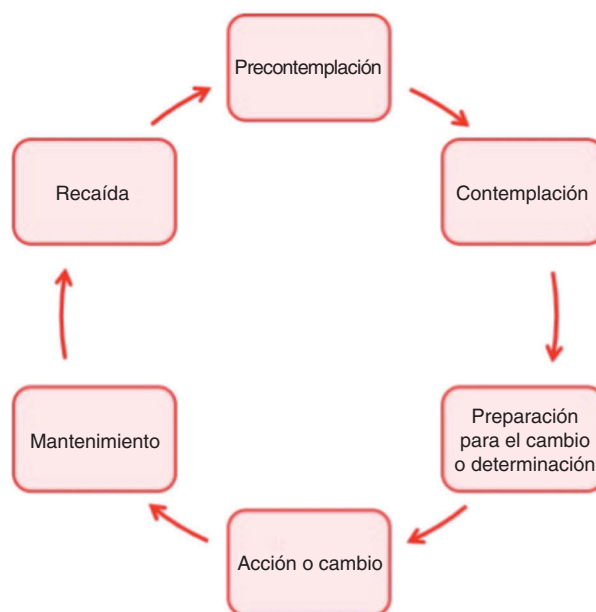 Precontemplación
Contemplación
Preparación
para el cambio
o determinación
Acción o cambio
Mantenimiento
Recaída